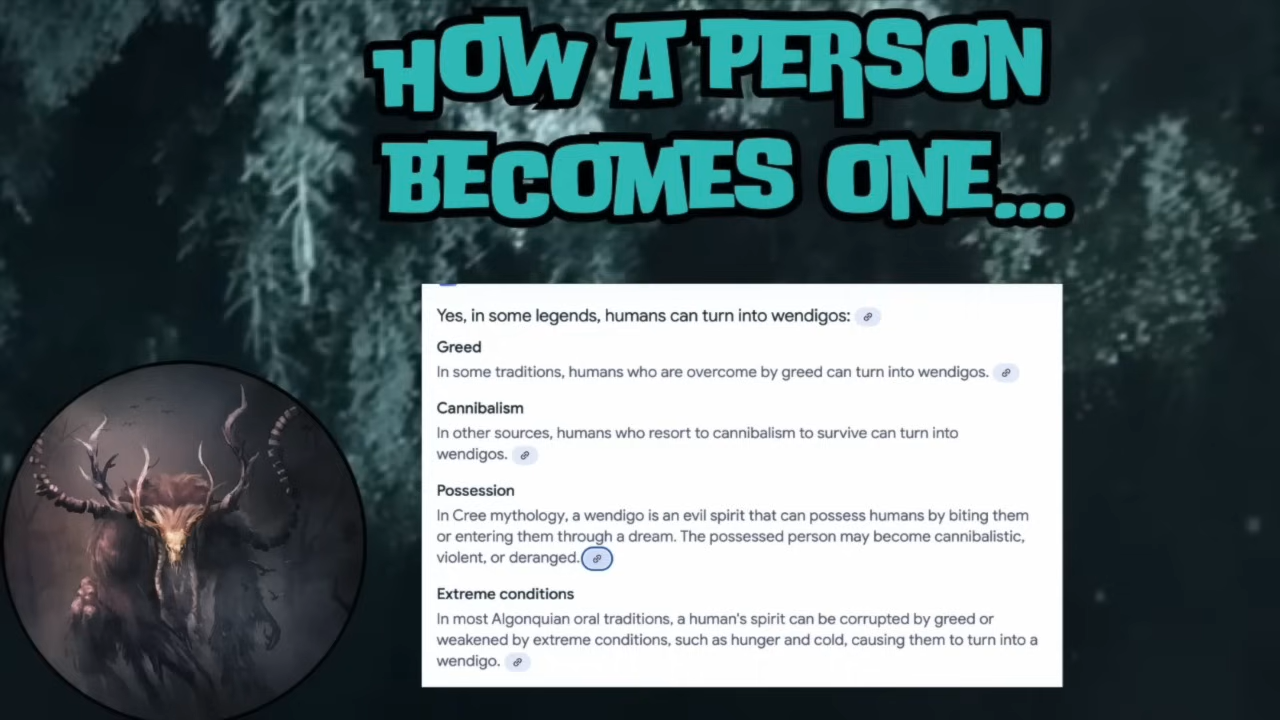 HOW A PERSON
BECOMES ONE...
Yes, in some legends, humans can turn into wendigos:
Greed
In some traditions, humans who are overcome by greed can turn into wendigos.
Cannibalism
In other sources, humans who resort to cannibalism to survive can turn into
wendigos.
Possession
In Cree mythology, a wendigo is an evil spirit that can possess humans by biting them
or entering them through a dream. The possessed person may become cannibalistic,
violent, or deranged.
Extreme conditions
In most Algonquian oral traditions, a human's spirit can be corrupted by greed or
weakened by extreme conditions, such as hunger and cold, causing them to turn into a
wendigo.